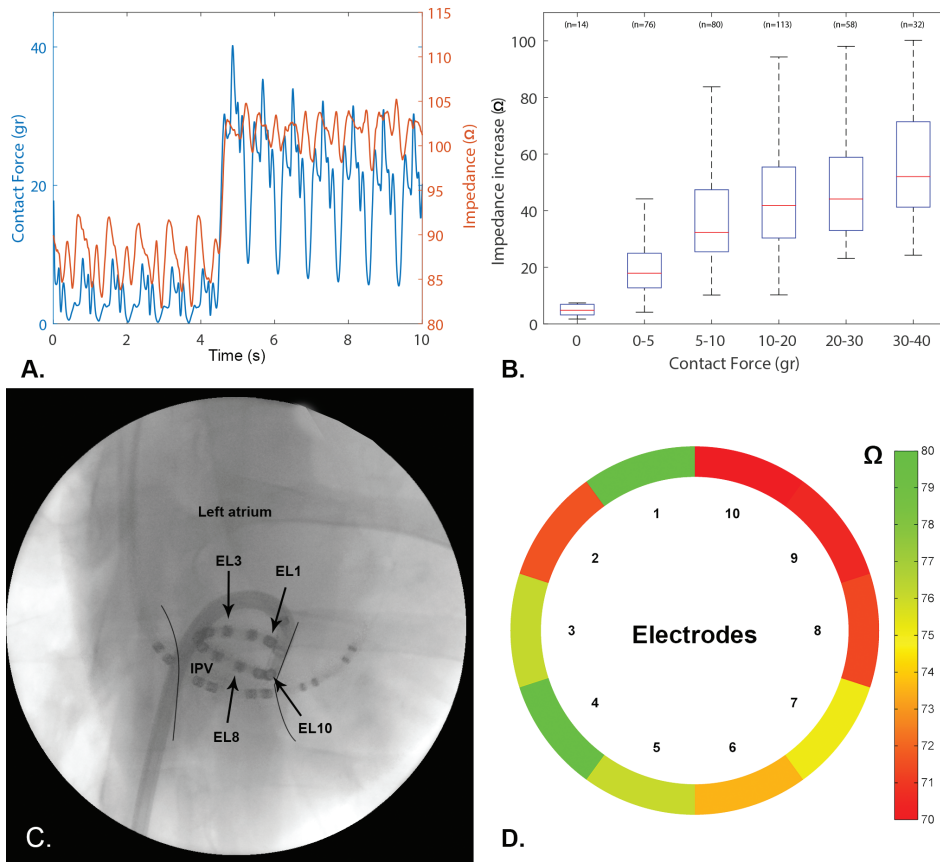 40
20
0
Contact Force (gr)
115
110
105
100
95
90
85
80
Impedance (Ω)
0
2
4
6
8
10
Time (s)
A.
(n=14)
(n=76)
(n=80)
(n=113)
(n=58)
(n=32)
100
80
60
40
20
0
Impedance increase (Ω)
0
0-5
5-10
10-20
20-30
30-40
Contact Force (gr)
B.
Left atrium
EL3
EL1
IPV
EL8
EL10
C.
1
10
2
9
3
8
4
7
5
6
Electrodes
Ω
80
79
78
77
76
75
74
73
72
71
70
D.